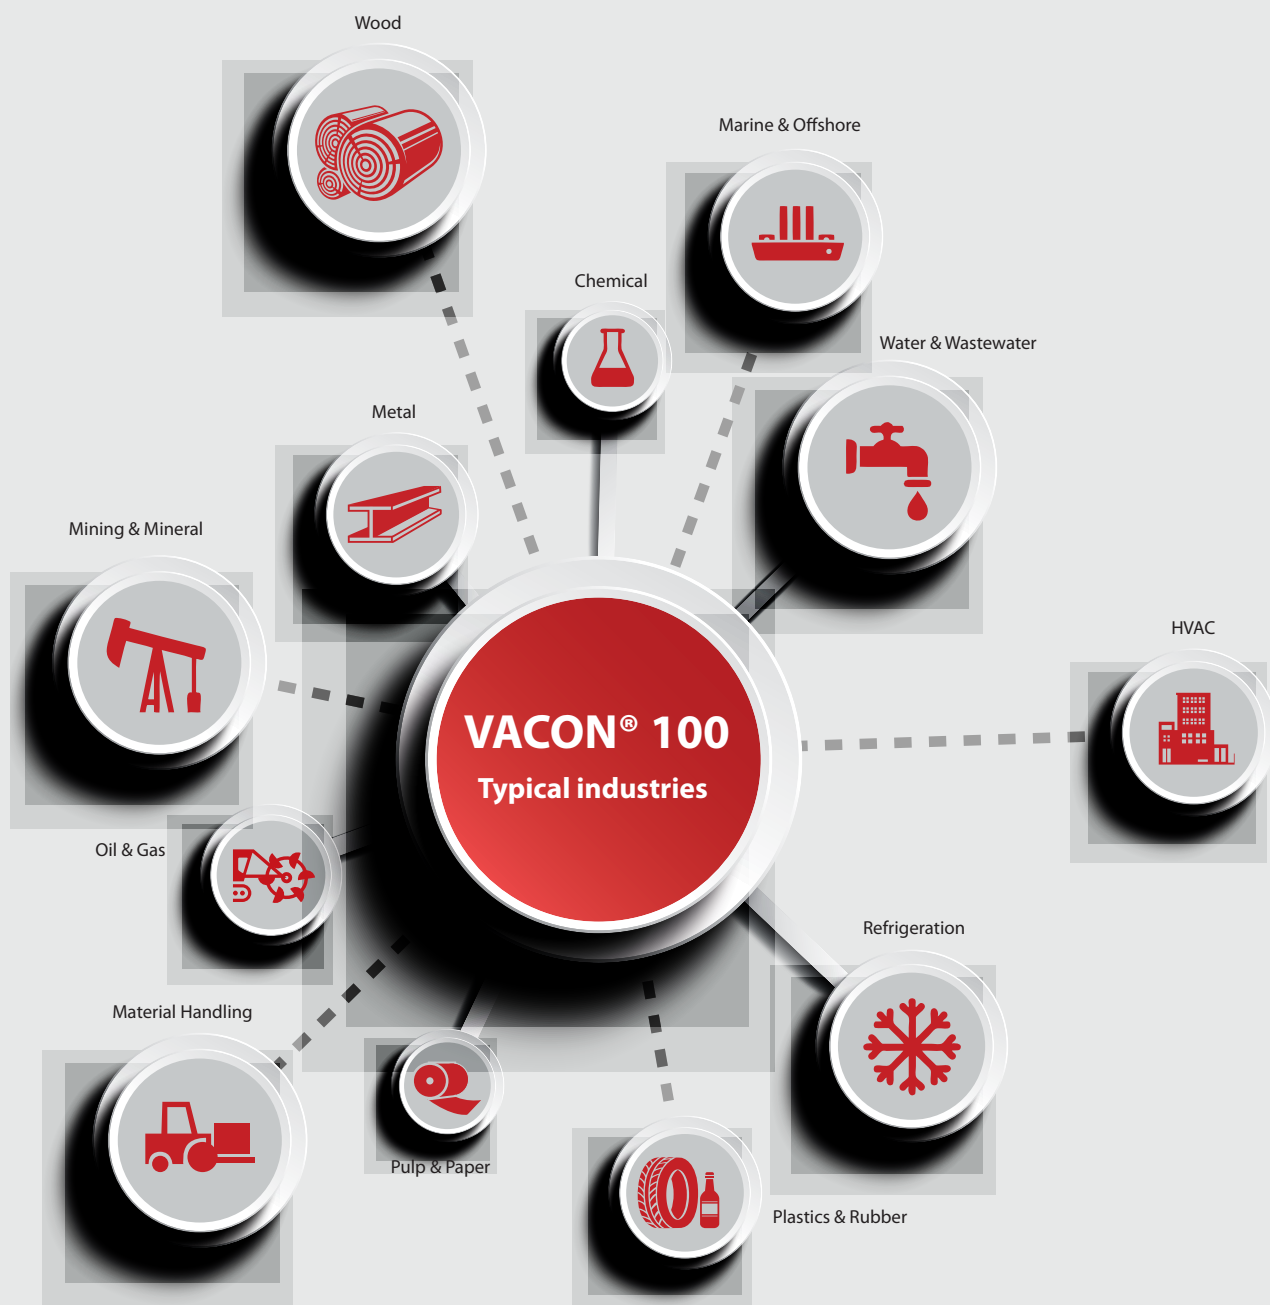 Wood
Marine & Offshore
Chemical
Water & Wastewater
Metal
Mining & Mineral
HVAC
VACON® 100
Typical industries
Oil & Gas
Refrigeration
Material Handling
Pulp & Paper
Plastics & Rubber